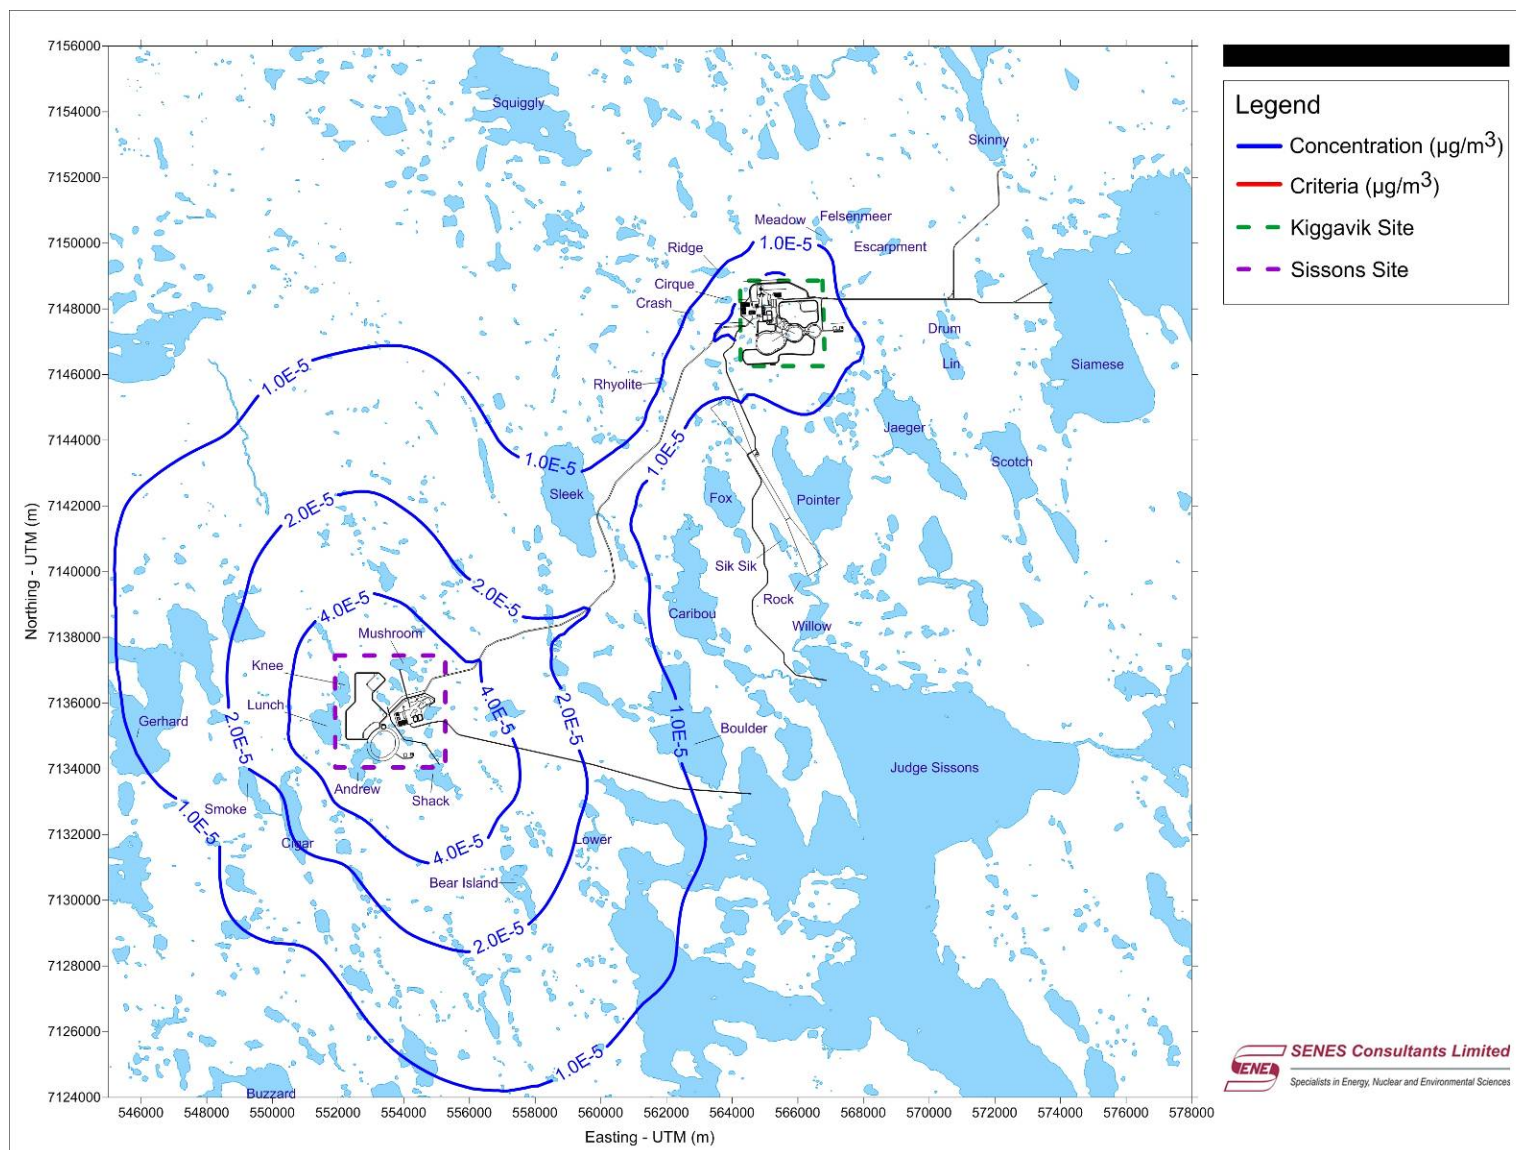 7156000
7154000
7152000
7150000
7148000
7146000
7144000
7142000
7140000
7138000
7136000
7134000
7132000
7130000
7128000
7126000
7124000
Northing - UTM (m)
546000 548000 550000 552000 554000 556000 558000 560000 562000 564000 566000 568000 570000 572000 574000 576000 578000
Easting - UTM (m)
Squiggly
Skinny
Meadow
Felsenmeer
Escarpment
1.0E-5
Ridge
Cirque
Crash
Drum
Lin
Siamese
Rhyolite
1.0E-5
1.0E-5
1.0E-5
Jaeger
Scotch
Sleek
Fox
Pointer
2.0E-5
Sik Sik
2.0E-5
Rock
Caribou
Willow
4.0E-5
Mushroom
Knee
Lunch
Gerhard
2.0E-5
4.0E-5
2.0E-5
1.0E-5
Boulder
Judge Sissons
Andrew
Shack
Smoke
1.0E-5
Cigar
4.0E-5
Lower
Bear Island
2.0E-5
1.0E-5
Buzzard
Legend
Concentration (µg/m3)
Criteria (µg/m3)
Kiggavik Site
Sissons Site
SENES
SENES Consultants Limited
Specialists in Energy, Nuclear and Environmental Sciences